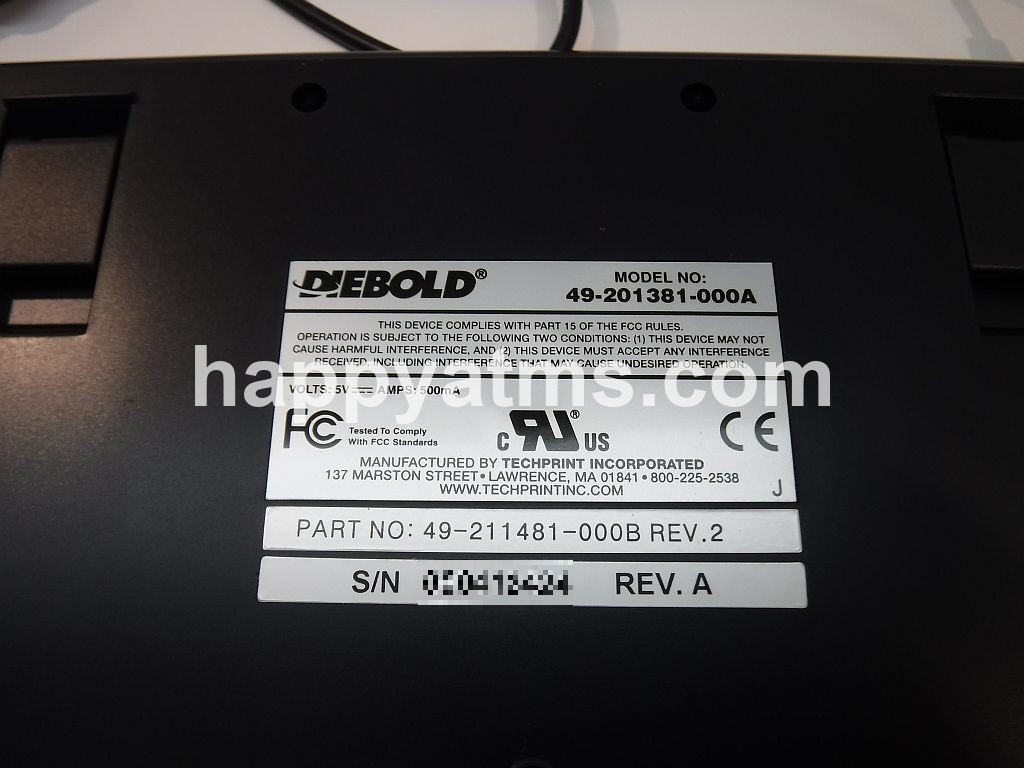 DIEBOLD®
MODEL NO:
49-201381-000A
THIS DEVICE COMPLIES WITH PART 15 OF THE FCC RULES.
OPERATION IS SUBJECT TO THE FOLLOWING TWO CONDITIONS: (1) THIS DEVICE MAY NOT
CAUSE HARMFUL INTERFERENCE, AND (2) THIS DEVICE MUST ACCEPT ANY INTERFERENCE
RECEIVED, INCLUDING INTERFERENCE THAT MAY CAUSE UNDESIRED OPERATION.
happyatms.com
VOLTS: 5V AMPS: 500mA
FC Tested To Comply
With FCC Standards
C RU® US
CE
MANUFACTURED BY TECHPRINT INCORPORATED
137 MARSTON STREET • LAWRENCE, MA 01841 • 800-225-2538
WWW.TECHPRINTINC.COM
J
PART NO: 49-211481-000B REV.2
S/N REV. A